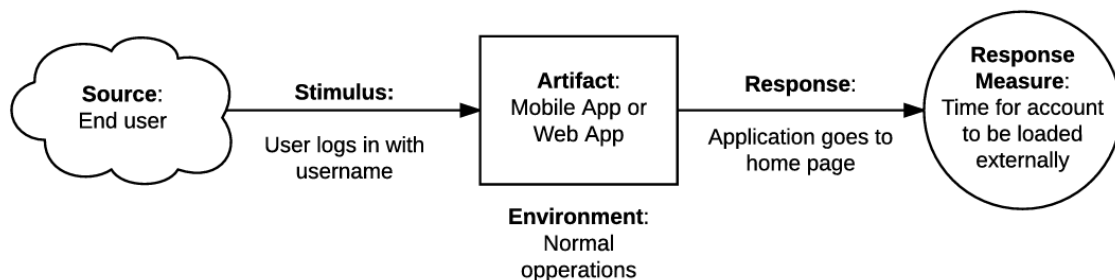 Source:
End user
Stimulus:
User logs in with
username
Artifact:
Mobile App or
Web App
Environment:
Normal
opperations
Response:
Application goes to
home page
Response
Measure:
Time for account
to be loaded
externally